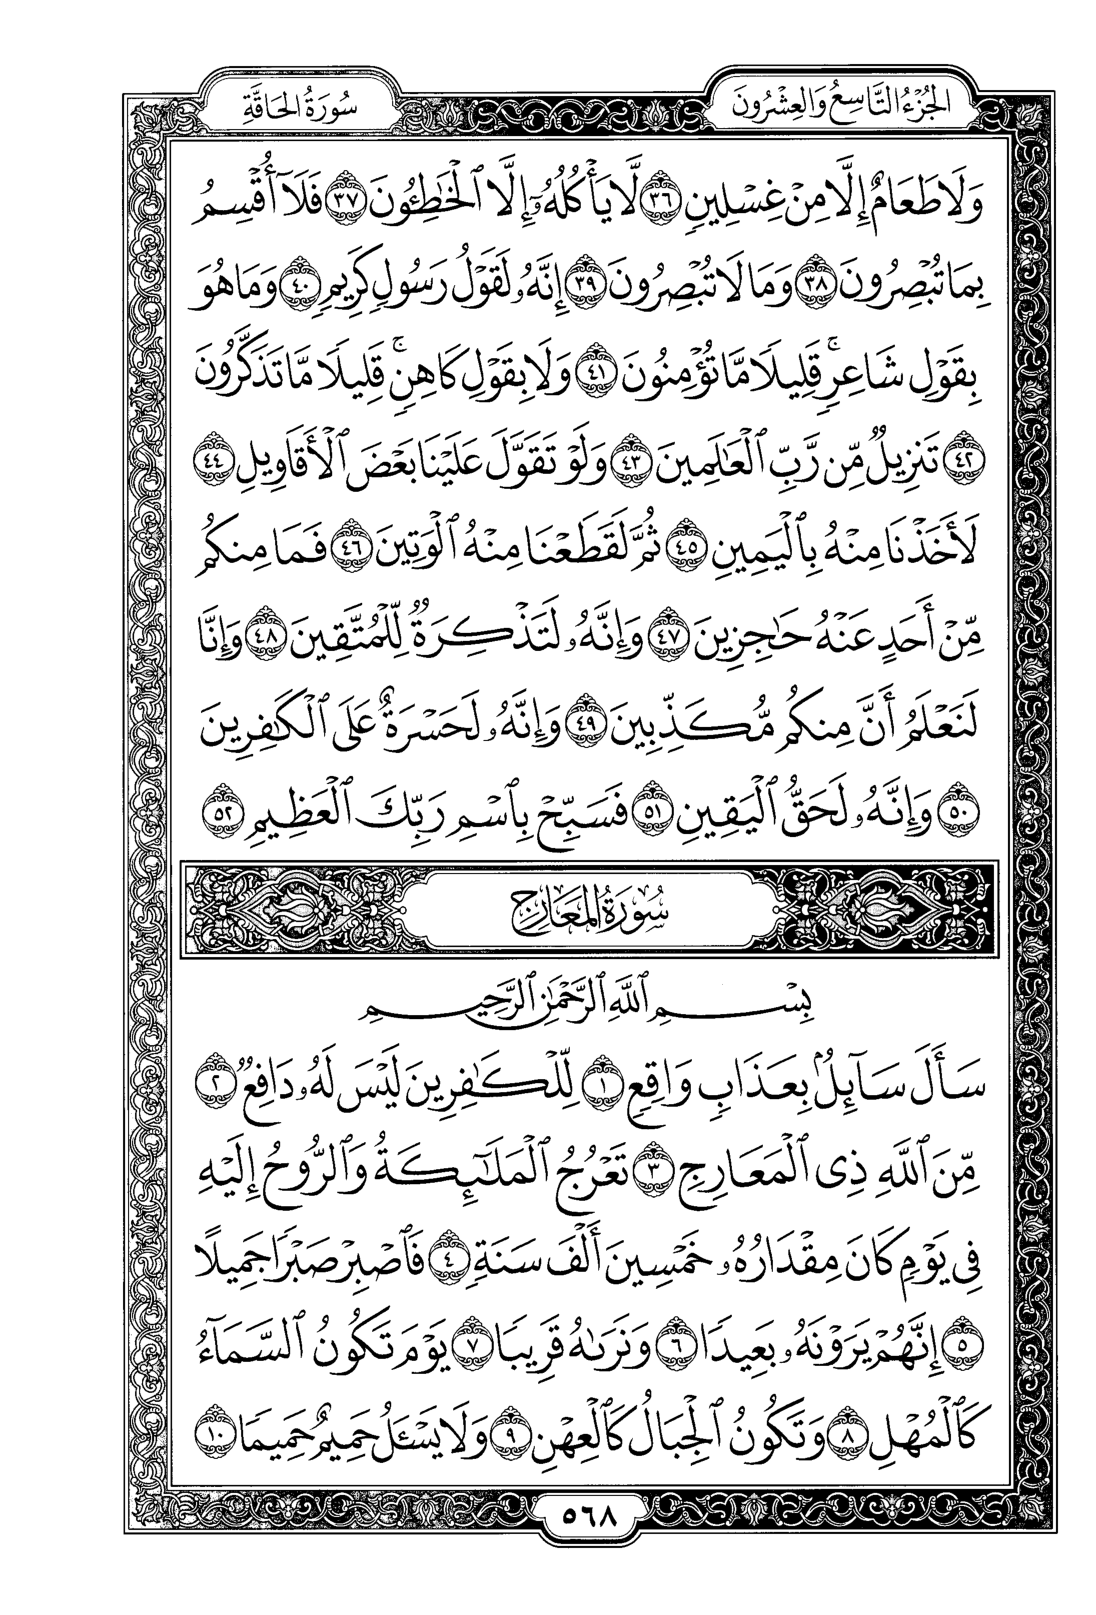 الجُزْءُ التَّاسِعُ وَالعِشْرُونَ
سُورَةُ الحَاقَّةِ
وَلَا طَعَامٌ إِلَّا مِنْ غِسْلِينٍ ٣٦ لَّا يَأْكُلُهُۥٓ إِلَّا ٱلْخَٰطِـُٔونَ ٣٧ فَلَآ أُقْسِمُ
بِمَا تُبْصِرُونَ ٣٨ وَمَا لَا تُبْصِرُونَ ٣٩ إِنَّهُۥ لَقَوْلُ رَسُولٍ كَرِيمٍ ٤٠ وَمَا هُوَ
بِقَوْلِ شَاعِرٍۚ قَلِيلًا مَّا تُؤْمِنُونَ ٤١ وَلَا بِقَوْلِ كَاهِنٍۚ قَلِيلًا مَّا تَذَكَّرُونَ
٤٢ تَنزِيلٌ مِّن رَّبِّ ٱلْعَٰلَمِينَ ٤٣ وَلَوْ تَقَوَّلَ عَلَيْنَا بَعْضَ ٱلْأَقَاوِيلِ ٤٤
لَأَخَذْنَا مِنْهُ بِٱلْيَمِينِ ٤٥ ثُمَّ لَقَطَعْنَا مِنْهُ ٱلْوَتِينَ ٤٦ فَمَا مِنكُم
مِّنْ أَحَدٍ عَنْهُ حَٰجِزِينَ ٤٧ وَإِنَّهُۥ لَتَذْكِرَةٌ لِّلْمُتَّقِينَ ٤٨ وَإِنَّا
لَنَعْلَمُ أَنَّ مِنكُم مُّكَذِّبِينَ ٤٩ وَإِنَّهُۥ لَحَسْرَةٌ عَلَى ٱلْكَٰفِرِينَ
٥٠ وَإِنَّهُۥ لَحَقُّ ٱلْيَقِينِ ٥١ فَسَبِّحْ بِٱسْمِ رَبِّكَ ٱلْعَظِيمِ ٥٢
سُورَةُ المَعَارِجِ
بِسْمِ ٱللَّهِ ٱلرَّحْمَٰنِ ٱلرَّحِيمِ
سَأَلَ سَآئِلٌۢ بِعَذَابٍ وَاقِعٍ ١ لِّلْكَٰفِرِينَ لَيْسَ لَهُۥ دَافِعٌ ٢
مِّنَ ٱللَّهِ ذِى ٱلْمَعَارِجِ ٣ تَعْرُجُ ٱلْمَلَٰٓئِكَةُ وَٱلرُّوحُ إِلَيْهِ
فِى يَوْمٍ كَانَ مِقْدَارُهُۥ خَمْسِينَ أَلْفَ سَنَةٍ ٤ فَٱصْبِرْ صَبْرًا جَمِيلًا
٥ إِنَّهُمْ يَرَوْنَهُۥ بَعِيدًا ٦ وَنَرَىٰهُ قَرِيبًا ٧ يَوْمَ تَكُونُ ٱلسَّمَآءُ
كَٱلْمُهْلِ ٨ وَتَكُونُ ٱلْجِبَالُ كَٱلْعِهْنِ ٩ وَلَا يَسْـَٔلُ حَمِيمٌ حَمِيمًا ١٠
٥٦٨